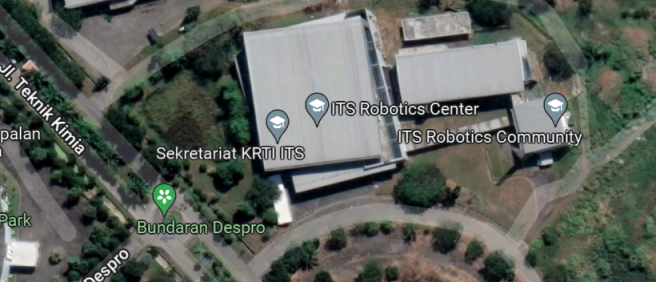 Jl. Teknik Kimia
ITS Robotics Center
ITS Robotics Community
palan
Sekretariat KRTI ITS
Park
Bundaran Despro
Despro